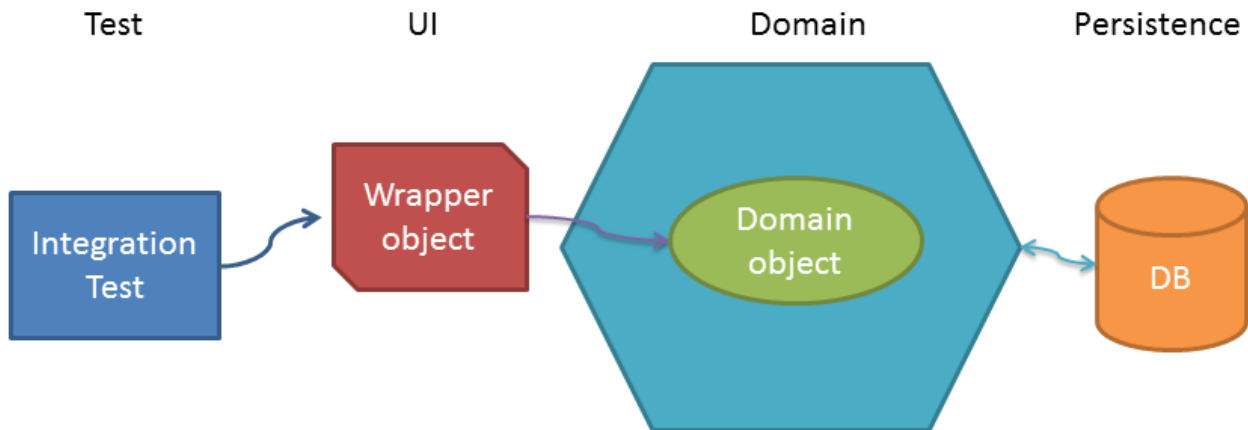 Test
UI
Domain
Persistence
Integration
Test
Wrapper
object
Domain
object
DB